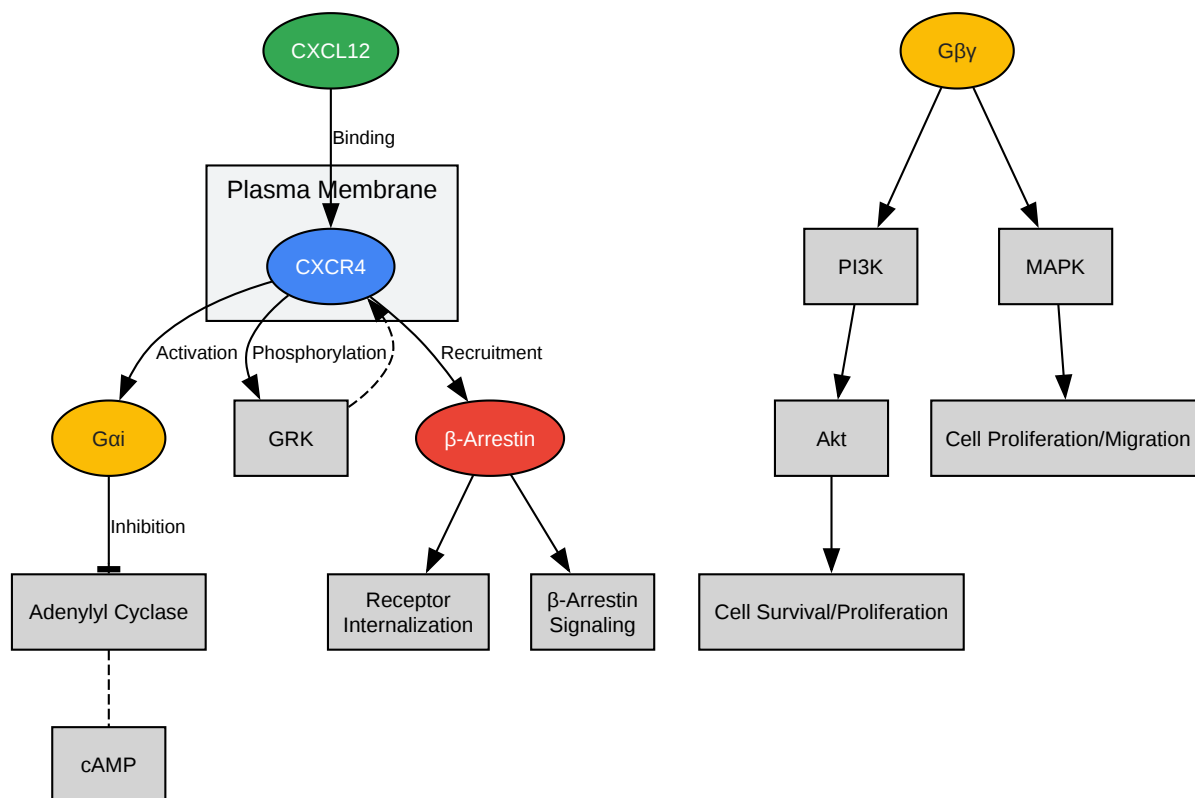 CXCL12
Gβγ
Binding
Plasma Membrane
CXCR4
PI3K
MAPK
Activation
Phosphorylation
Recruitment
Gαi
GRK
β-Arrestin
Akt
Cell Proliferation/Migration
Inhibition
Adenylyl Cyclase
Receptor
Internalization
β-Arrestin
Signaling
Cell Survival/Proliferation
cAMP